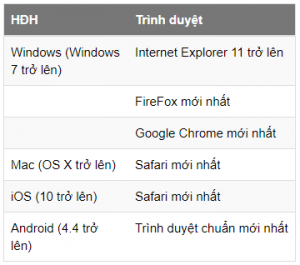 HĐH Trình duyệt
Windows (Windows 7 trở lên) Internet Explorer 11 trở lên
FireFox mới nhất
Google Chrome mới nhất
Mac (OS X trở lên) Safari mới nhất
iOS (10 trở lên) Safari mới nhất
Android (4.4 trở lên) Trình duyệt chuẩn mới nhất